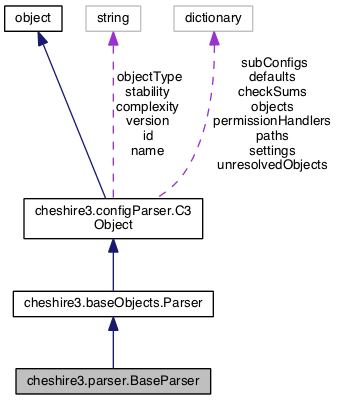 object
string
dictionary
objectType
stability
complexity
version
id
name
subConfigs
defaults
checkSums
objects
permissionHandlers
paths
settings
unresolvedObjects
cheshire3.configParser.C3
Object
cheshire3.baseObjects.Parser
cheshire3.parser.BaseParser